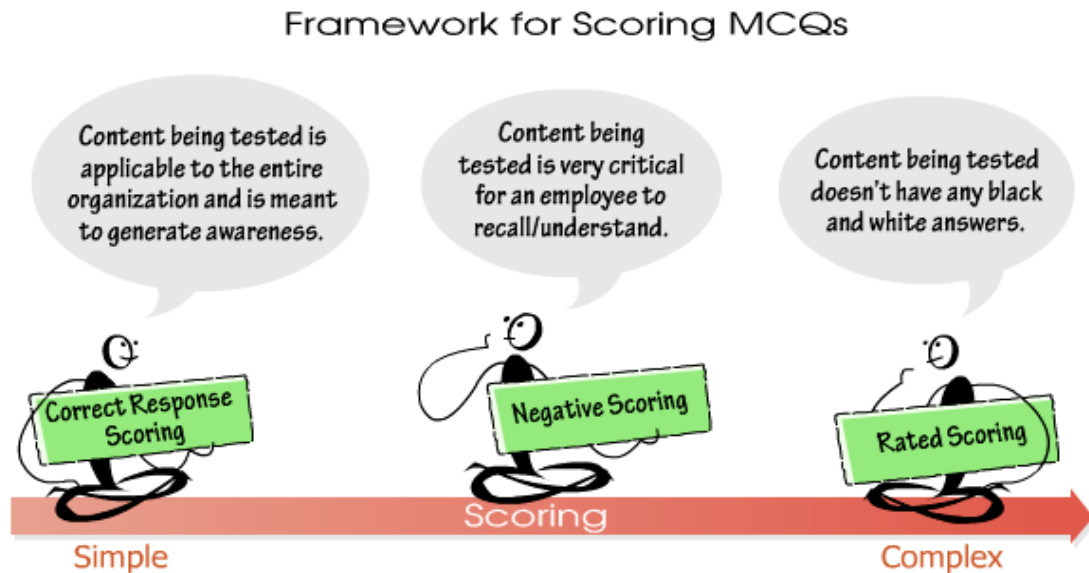 Framework for Scoring MCQs
Content being tested is
applicable to the entire
organization and is meant
to generate awareness.
Content being
tested is very critical
for an employee to
recall/understand.
Content being tested
doesn't have any black
and white answers.
Correct Response
Scoring
Negative Scoring
Rated Scoring
Scoring
Simple
Complex